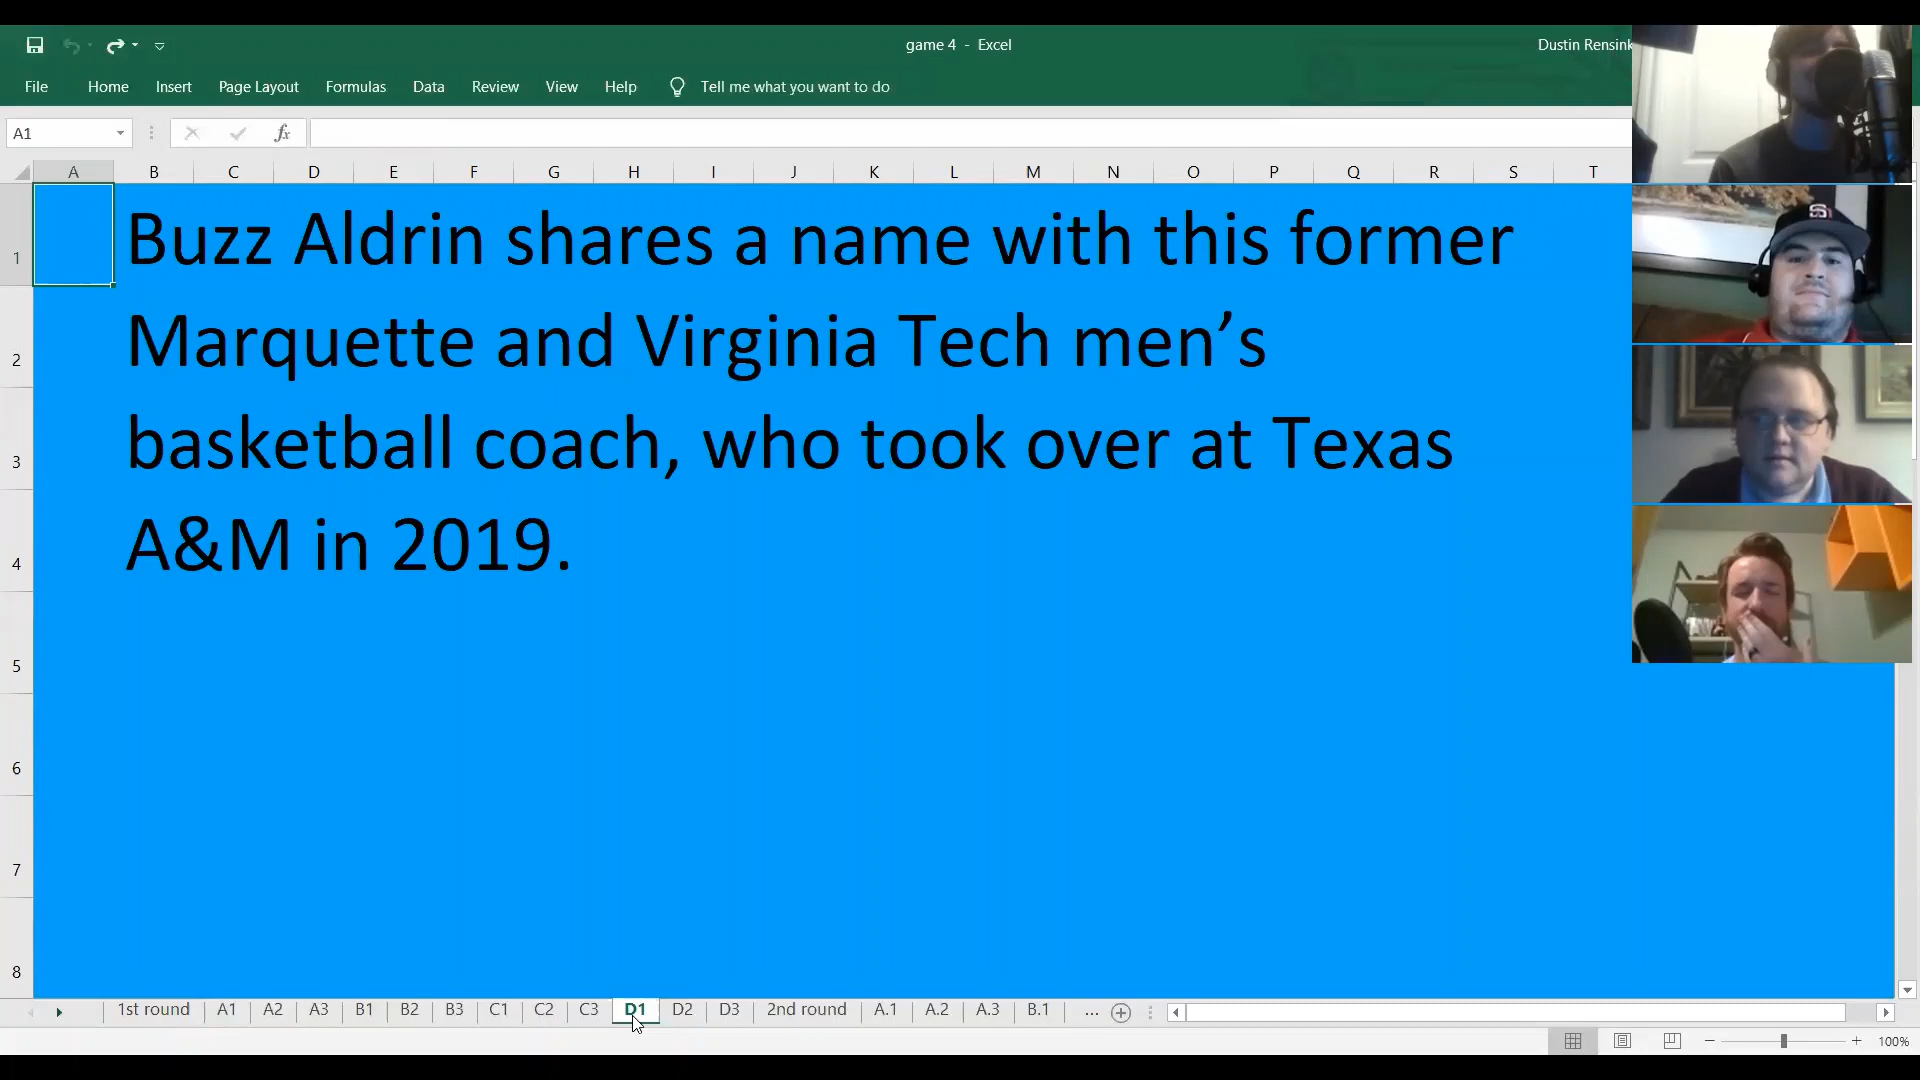 game 4 - Excel
Dustin Rensink
File Home Insert Page Layout Formulas Data Review View Help Tell me what you want to do
A1 fx
A B C D E F G H I J K L M N O P Q R S T
1 Buzz Aldrin shares a name with this former
2 Marquette and Virginia Tech men’s
3 basketball coach, who took over at Texas
4 A&M in 2019.
5
6
7
8
1st round A1 A2 A3 B1 B2 B3 C1 C2 C3 D1 D2 D3 2nd round A.1 A.2 A.3 B.1 ...
100%